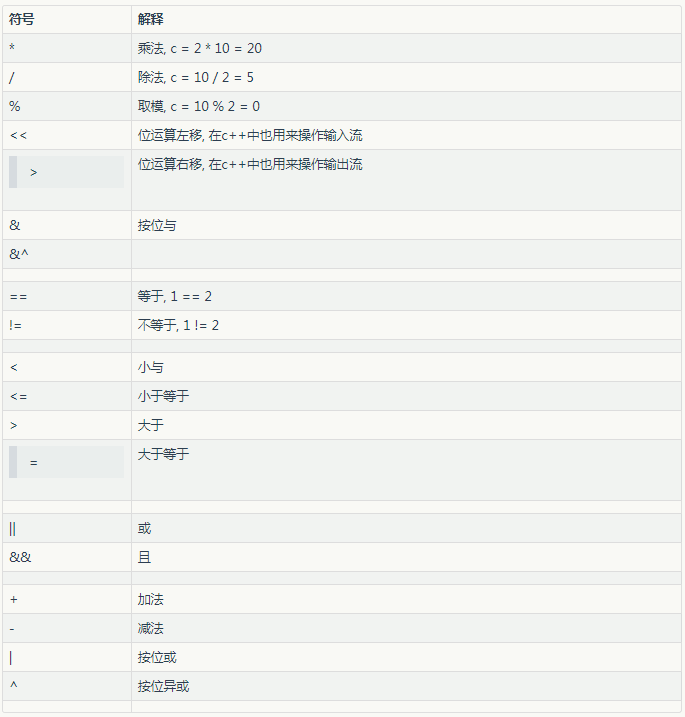 符号 解释
* 乘法, c = 2 * 10 = 20
/ 除法, c = 10 / 2 = 5
% 取模, c = 10 % 2 = 0
<< 位运算左移, 在c++中也用来操作输入流
> 位运算右移, 在c++中也用来操作输出流
& 按位与
&^
== 等于, 1 == 2
!= 不等于, 1 != 2
< 小与
<= 小于等于
> 大于
= 大于等于
|| 或
&& 且
+ 加法
- 减法
| 按位或
^ 按位异或